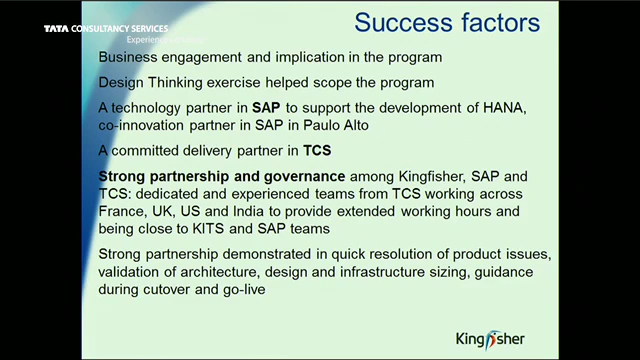 Success factors
TATA CONSULTANCY SERVICES
Experience certainty.
Business engagement and implication in the program
Design Thinking exercise helped scope the program
A technology partner in SAP to support the development of HANA,
co-innovation partner in SAP in Paulo Alto
A committed delivery partner in TCS
Strong partnership and governance among Kingfisher, SAP and
TCS: dedicated and experienced teams from TCS working across
France, UK, US and India to provide extended working hours and
being close to KITS and SAP teams
Strong partnership demonstrated in quick resolution of product issues,
validation of architecture, design and infrastructure sizing, guidance
during cutover and go-live
Kingfisher